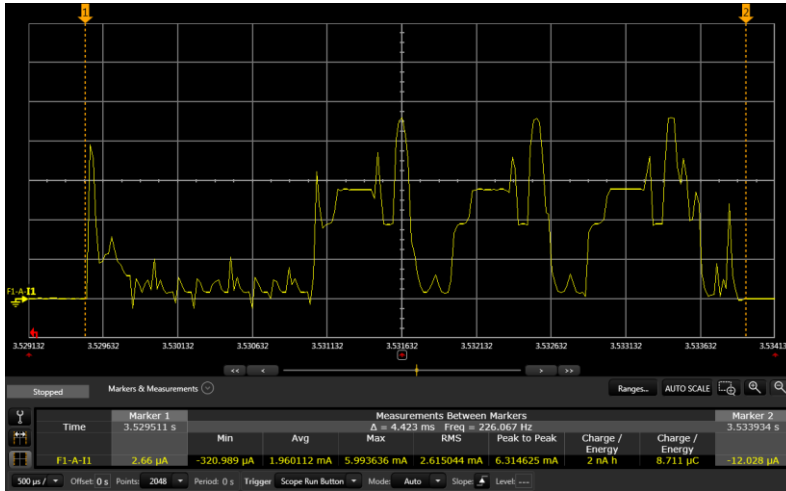 1 2
F1-A-I1
3.529132 3.529632 3.530132 3.530632 3.531132 3.531632 3.532132 3.532632 3.533132 3.533632 3.53413
<< < > >>
Stopped Markers & Measurements Ranges... AUTO SCALE
Marker 1 Measurements Between Markers Marker 2
Time 3.529511 s Δ = 4.423 ms Freq = 226.067 Hz 3.533934 s
Min Avg Max RMS Peak to Peak Charge / Energy Charge / Energy
F1-A-I1 2.66 µA -320.989 µA 1.960112 mA 5.993636 mA 2.615044 mA 6.314625 mA 2 nA h 8.711 µC -12.028 µA
500 µs / Offset: 0 s Points: 2048 Period: 0 s Trigger Scope Run Button Mode: Auto Slope: Level: ---